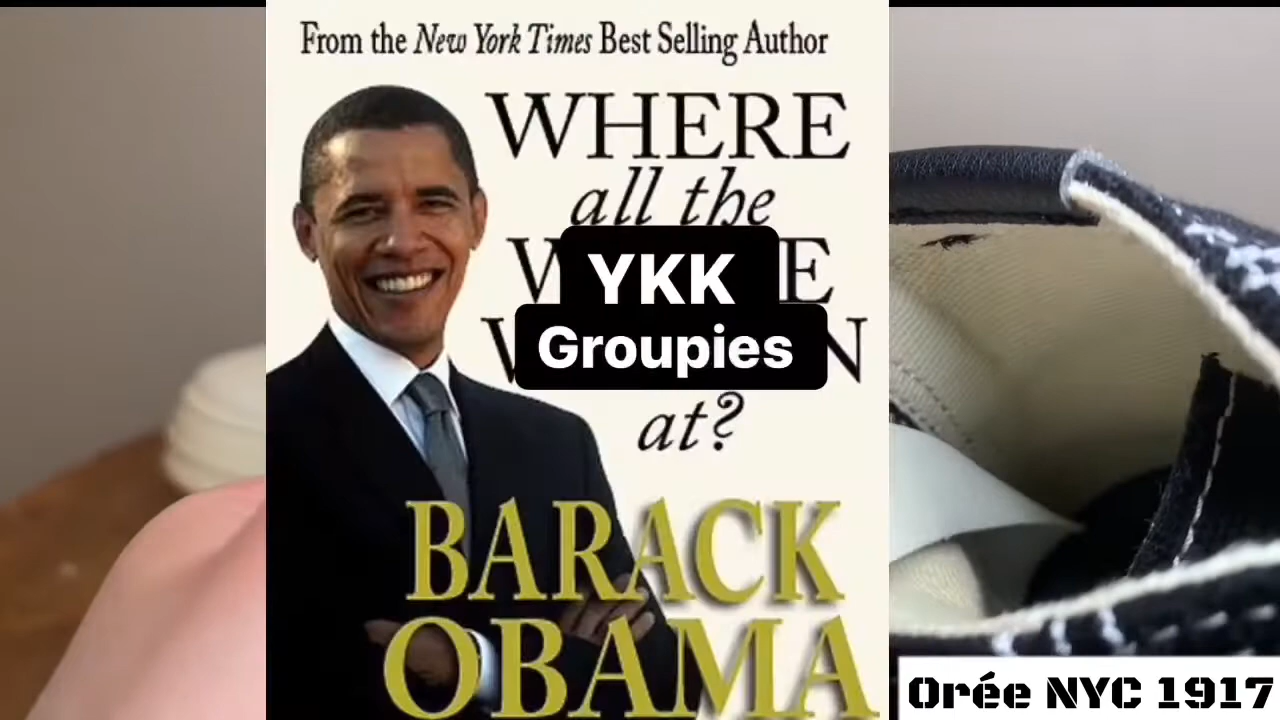 From the New York Times Best Selling Author
WHERE
all the
YKK
Groupies
at?
BARACK
OBAMA
Orée NYC 1917